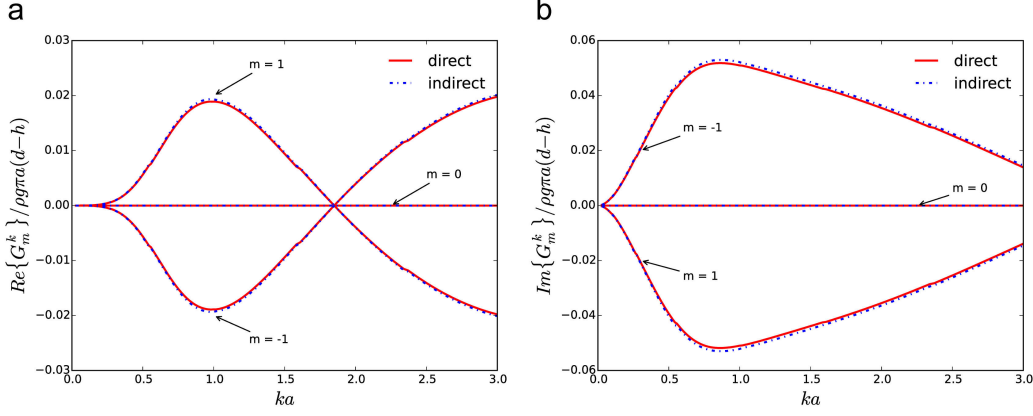 a
b
0.03
0.02
0.01
0.00
−0.01
−0.02
−0.03
Re{G_m^k}/ρgπa(d−h)
0.0 0.5 1.0 1.5 2.0 2.5 3.0
ka
m = 1
m = 0
m = -1
direct
indirect
0.06
0.04
0.02
0.00
−0.02
−0.04
−0.06
Im{G_m^k}/ρgπa(d−h)
0.0 0.5 1.0 1.5 2.0 2.5 3.0
ka
m = -1
m = 0
m = 1
direct
indirect